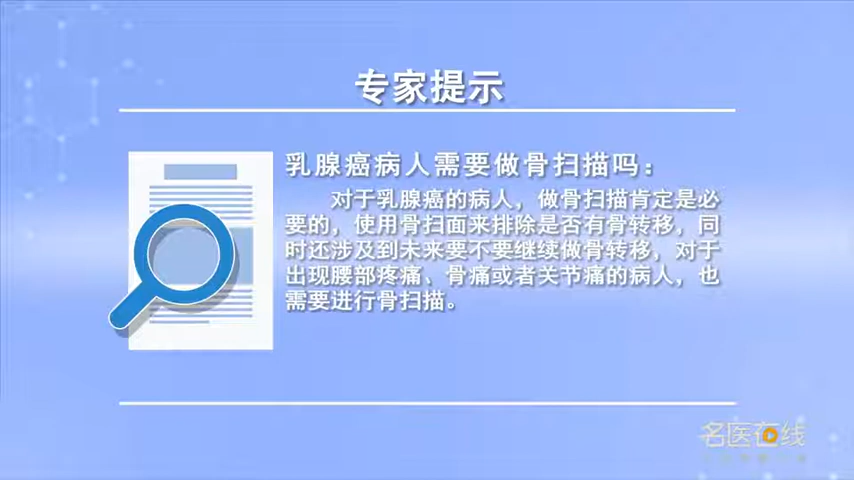 专家提示
乳腺癌病人需要做骨扫描吗：
对于乳腺癌的病人，做骨扫描肯定是必
要的，使用骨扫面来排除是否有骨转移，同
时还涉及到未来要不要继续做骨转移，对于
出现腰部疼痛、骨痛或者关节痛的病人，也
需要进行骨扫描。
名医在线